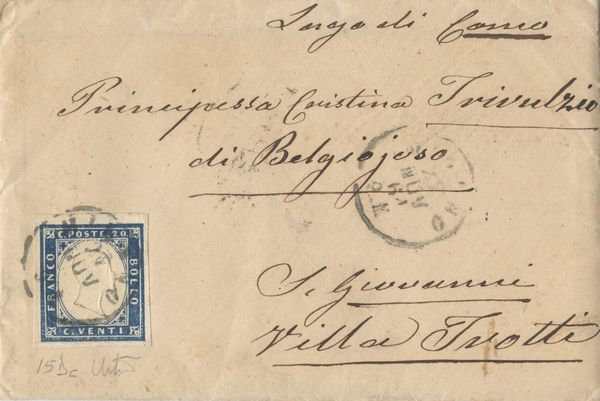 Lago di Como
Principessa Cristina Trivulzio
di Belgiojoso
S. Giovanni
Villa Trotti
C. POSTE. 20
FRANCO
BOLLO
C. VENTI
15Dc